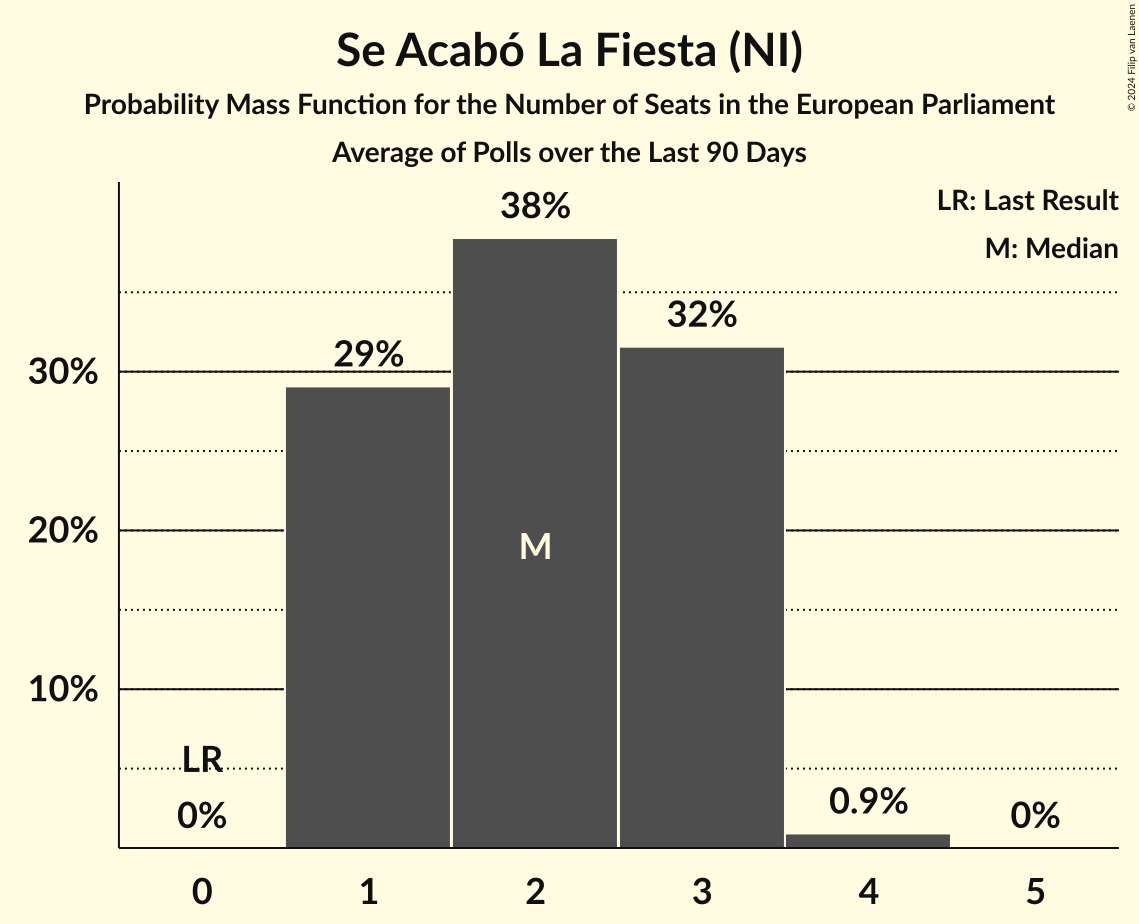 Se Acabó La Fiesta (NI)
Probability Mass Function for the Number of Seats in the European Parliament
Average of Polls over the Last 90 Days
© 2024 Filip van Laenen
LR: Last Result
M: Median
38%
32%
29%
30%
20%
M
10%
LR
0%
0.9%
0%
0 1 2 3 4 5